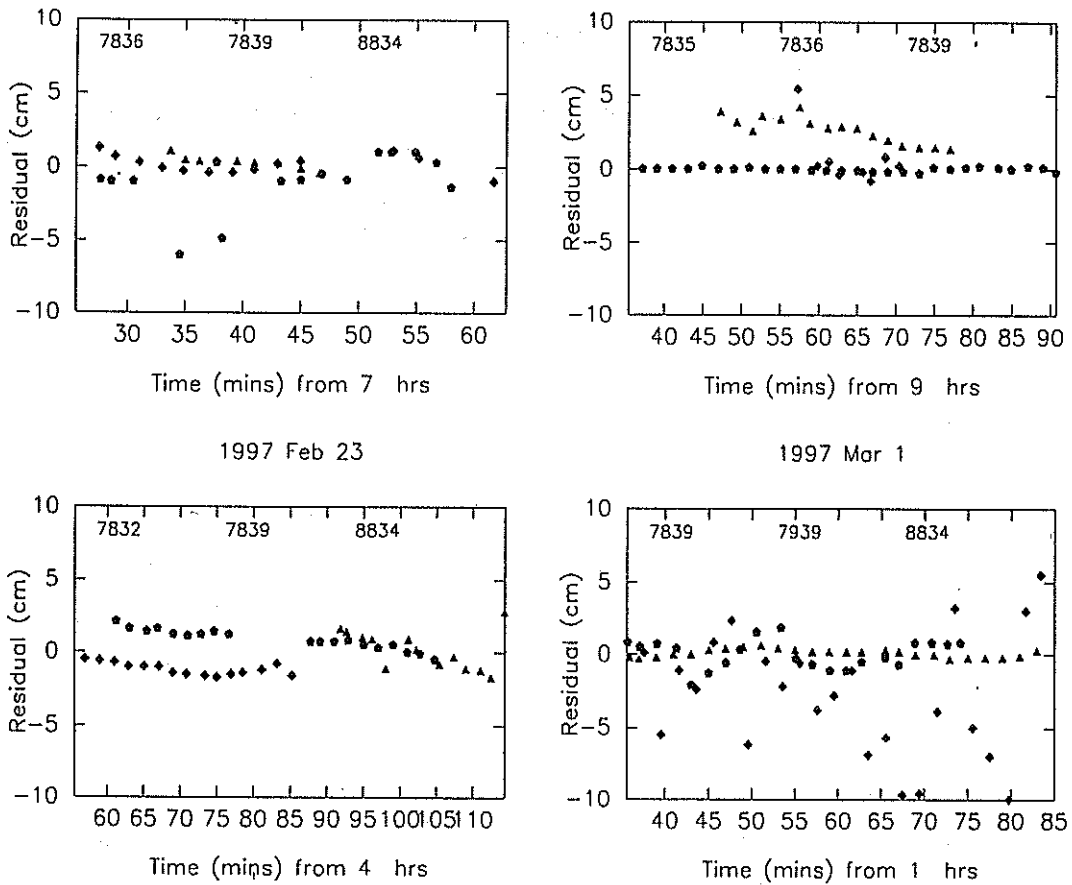 10
7836 7839 8834
5
Residual (cm)
0
−5
−10
30 35 40 45 50 55 60
Time (mins) from 7 hrs
10
7835 7836 7839
5
Residual (cm)
0
−5
−10
40 45 50 55 60 65 70 75 80 85 90
Time (mins) from 9 hrs
1997 Feb 23
1997 Mar 1
10
7832 7839 8834
5
Residual (cm)
0
−5
−10
60 65 70 75 80 85 90 95 100 105 110
Time (mins) from 4 hrs
10
7839 7939 8834
5
Residual (cm)
0
−5
−10
40 45 50 55 60 65 70 75 80 85
Time (mins) from 1 hrs